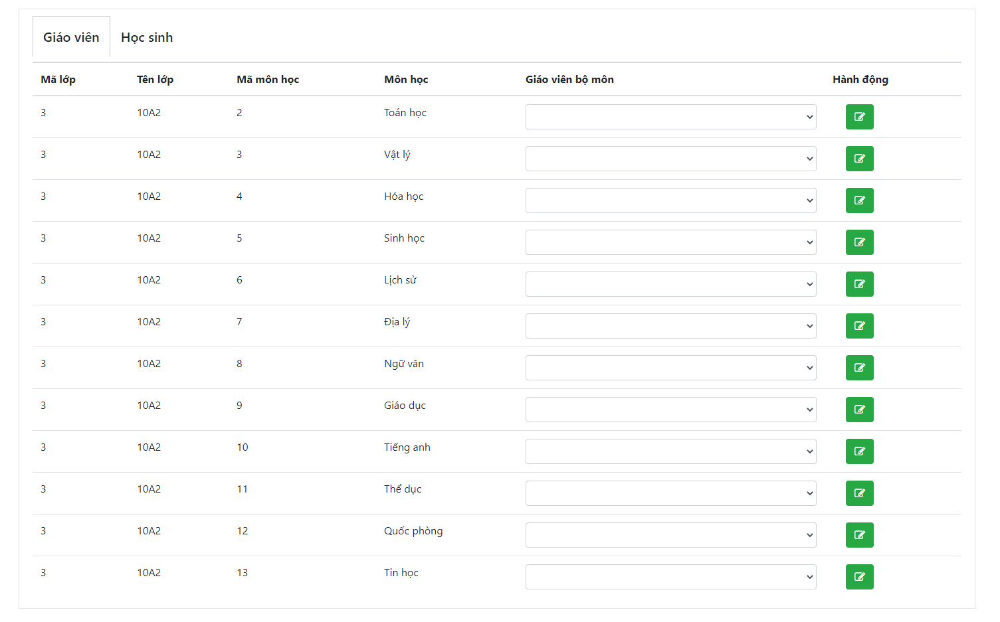 Giáo viên Học sinh
Mã lớp Tên lớp Mã môn học Môn học Giáo viên bộ môn Hành động
3 10A2 2 Toán học
3 10A2 3 Vật lý
3 10A2 4 Hóa học
3 10A2 5 Sinh học
3 10A2 6 Lịch sử
3 10A2 7 Địa lý
3 10A2 8 Ngữ văn
3 10A2 9 Giáo dục
3 10A2 10 Tiếng anh
3 10A2 11 Thể dục
3 10A2 12 Quốc phòng
3 10A2 13 Tin học